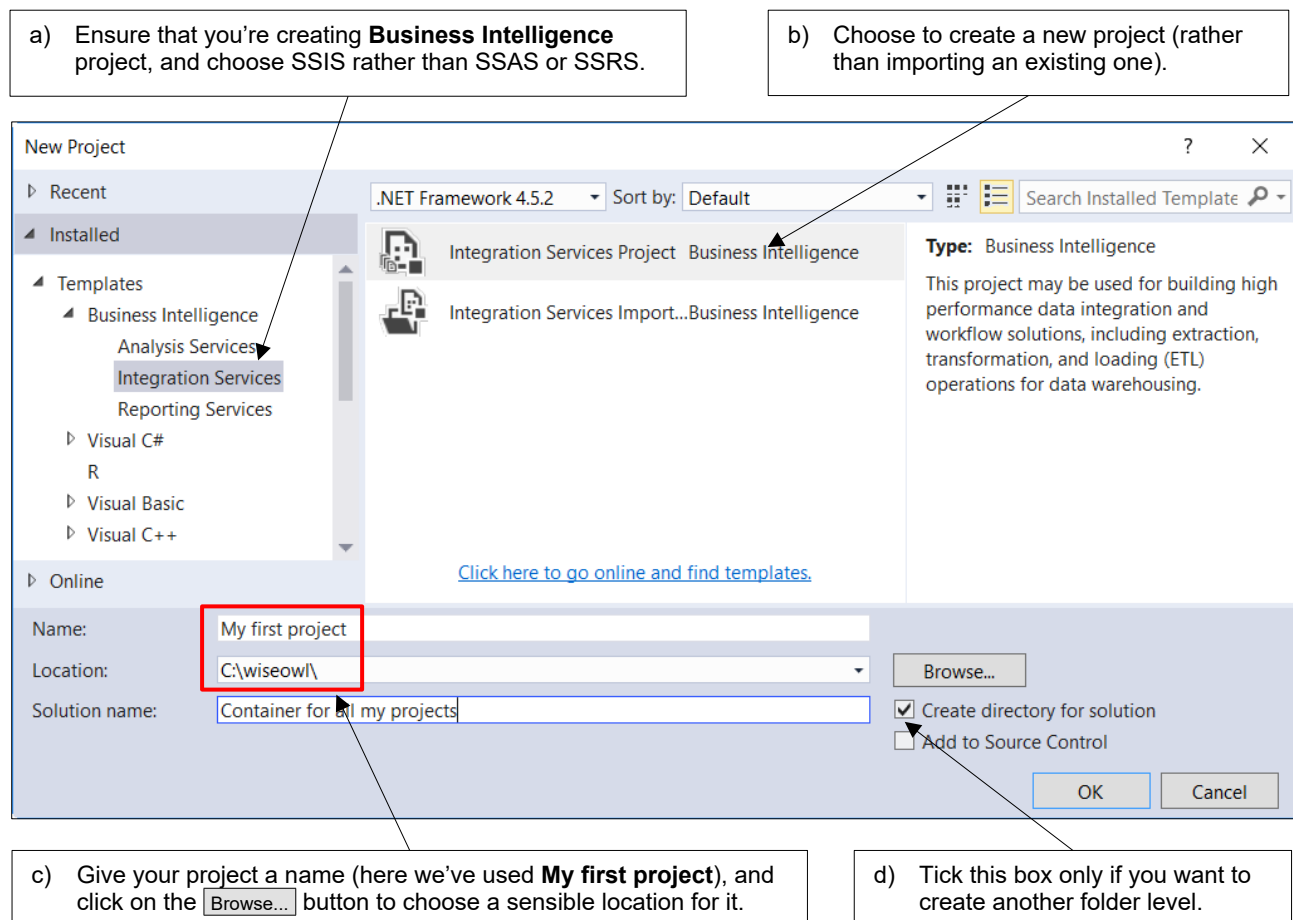 a) Ensure that you're creating Business Intelligence
project, and choose SSIS rather than SSAS or SSRS.
b) Choose to create a new project (rather
than importing an existing one).
New Project ?
Recent
.NET Framework 4.5.2 Sort by: Default
Search Installed Template
Installed
Templates
Business Intelligence
Analysis Services
Integration Services
Reporting Services
Visual C#
R
Visual Basic
Visual C++
Online
Integration Services Project Business Intelligence
Integration Services Import...Business Intelligence
Click here to go online and find templates.
Type: Business Intelligence
This project may be used for building high
performance data integration and
workflow solutions, including extraction,
transformation, and loading (ETL)
operations for data warehousing.
Name: My first project
Location: C:\wiseowl\ Browse...
Solution name: Container for all my projects
Create directory for solution
Add to Source Control
OK Cancel
c) Give your project a name (here we've used My first project), and
click on the Browse... button to choose a sensible location for it.
d) Tick this box only if you want to
create another folder level.